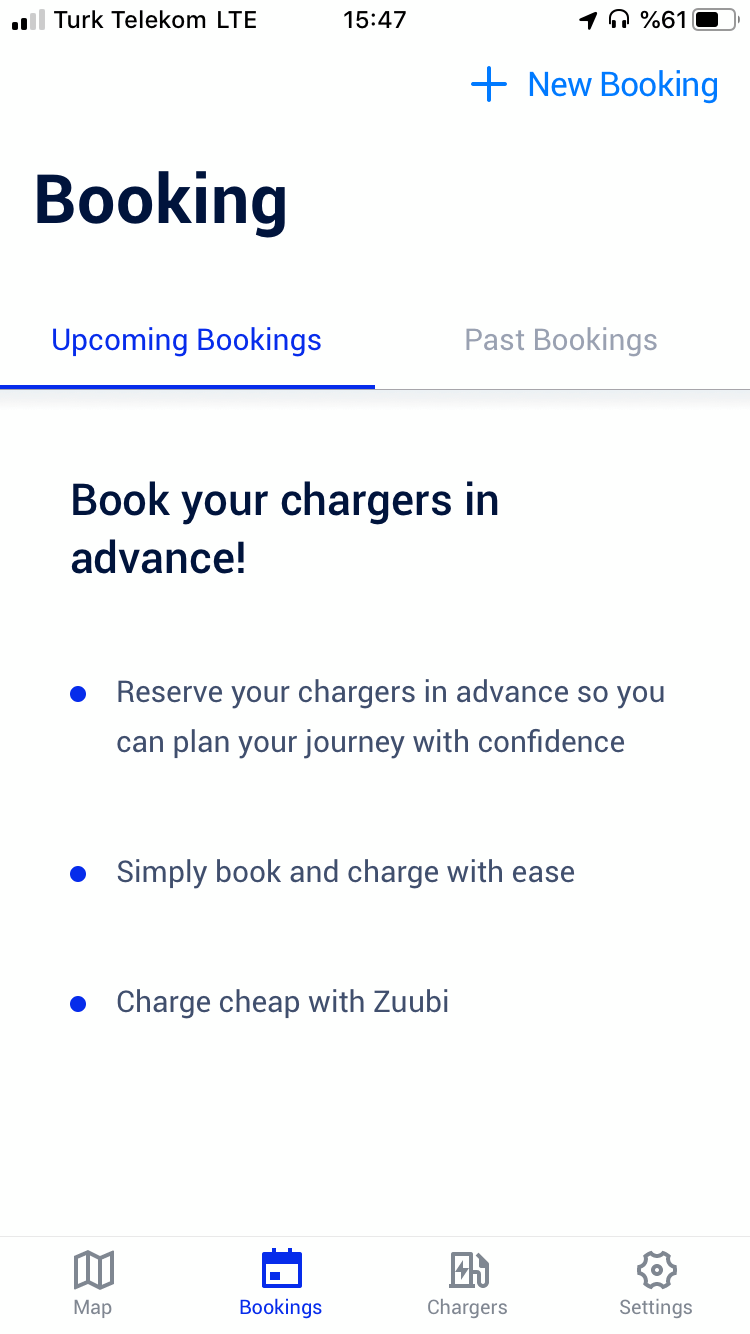 Turk Telekom LTE 15:47 %61
New Booking
Booking
Upcoming Bookings Past Bookings
Book your chargers in
advance!
Reserve your chargers in advance so you
can plan your journey with confidence
Simply book and charge with ease
Charge cheap with Zuubi
Map Bookings Chargers Settings